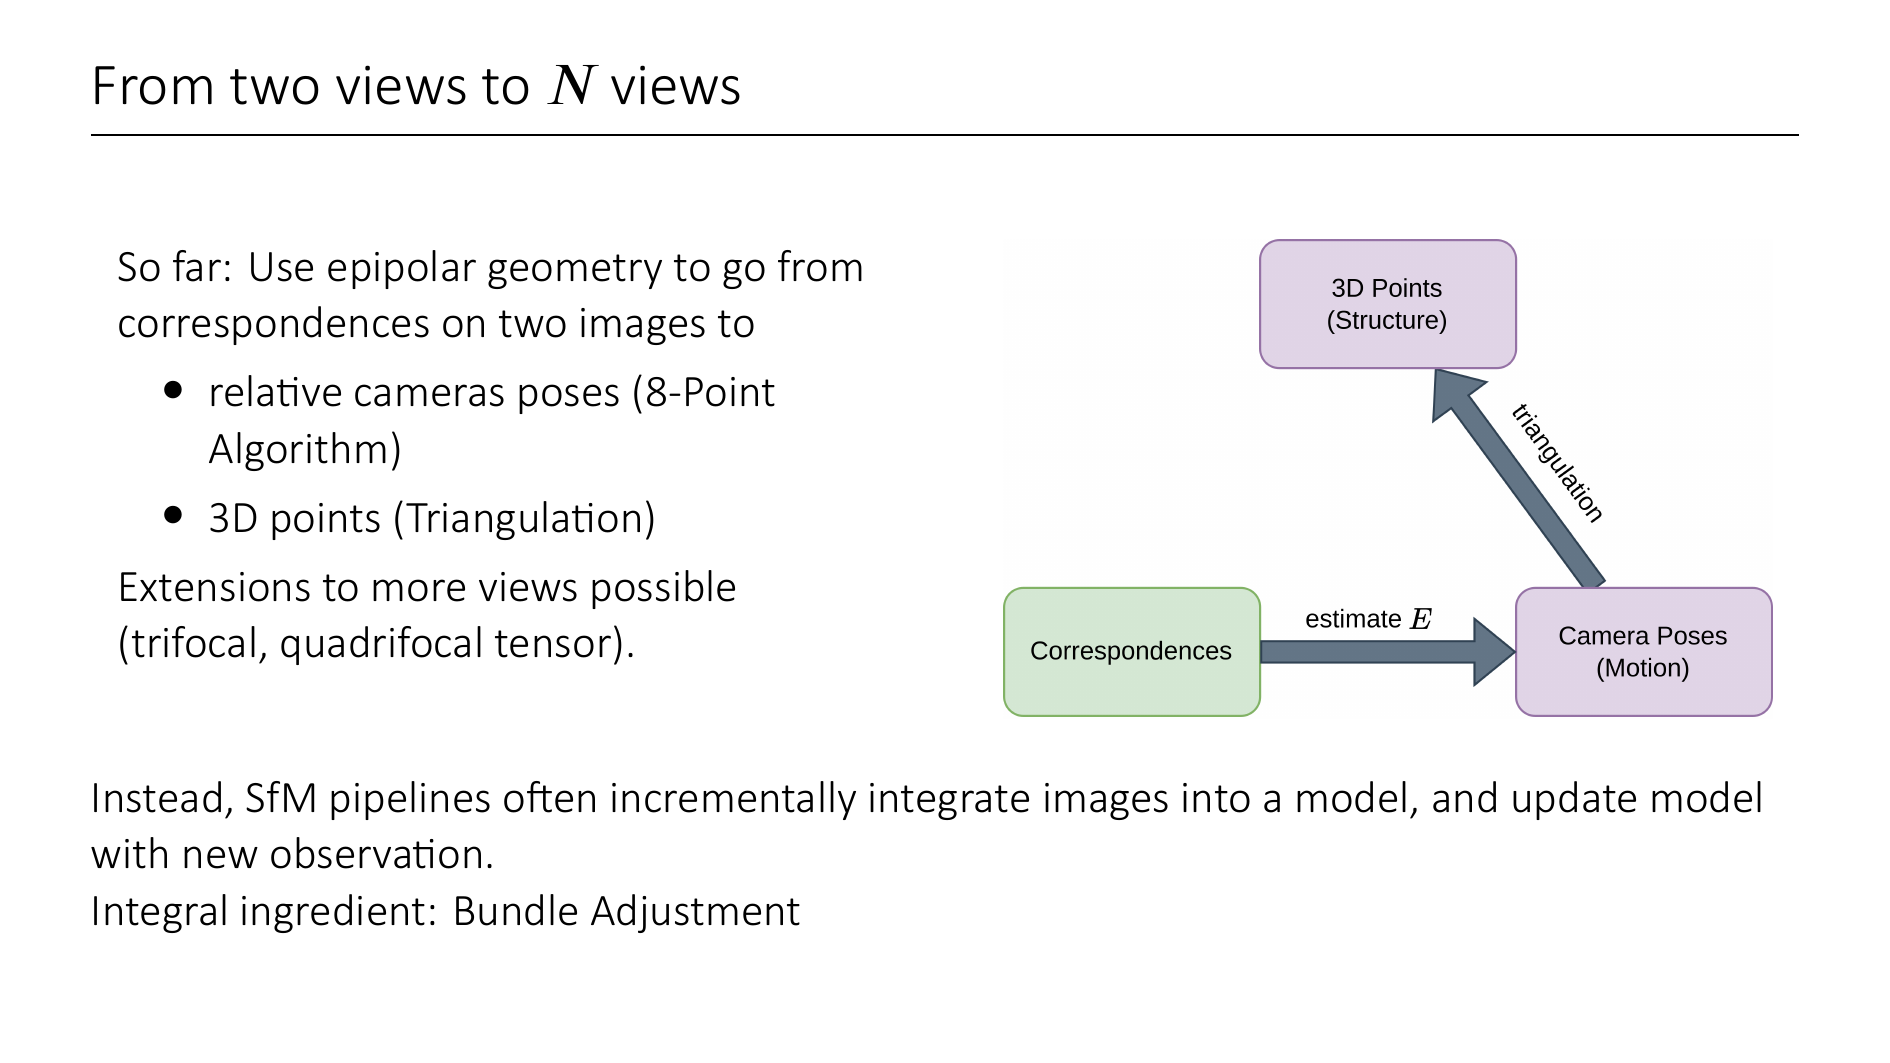 From two views to N views
So far: Use epipolar geometry to go from
correspondences on two images to
● relative cameras poses (8-Point
Algorithm)
● 3D points (Triangulation)
Extensions to more views possible
(trifocal, quadrifocal tensor).
3D Points
(Structure)
triangulation
Correspondences
estimate E
Camera Poses
(Motion)
Instead, SfM pipelines often incrementally integrate images into a model, and update model
with new observation.
Integral ingredient: Bundle Adjustment